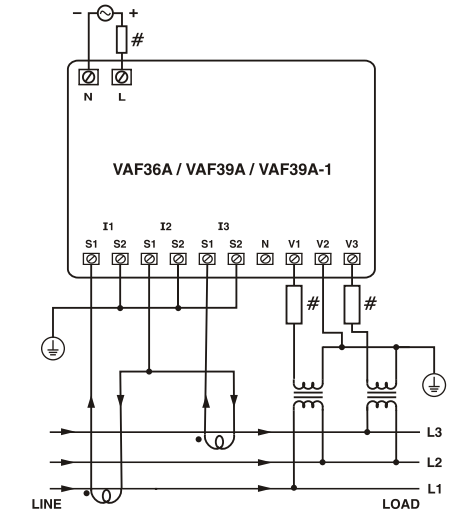 − +
#
N L
VAF36A / VAF39A / VAF39A-1
I1 I2 I3
S1 S2 S1 S2 S1 S2 N V1 V2 V3
# #
L3
L2
L1
LINE LOAD